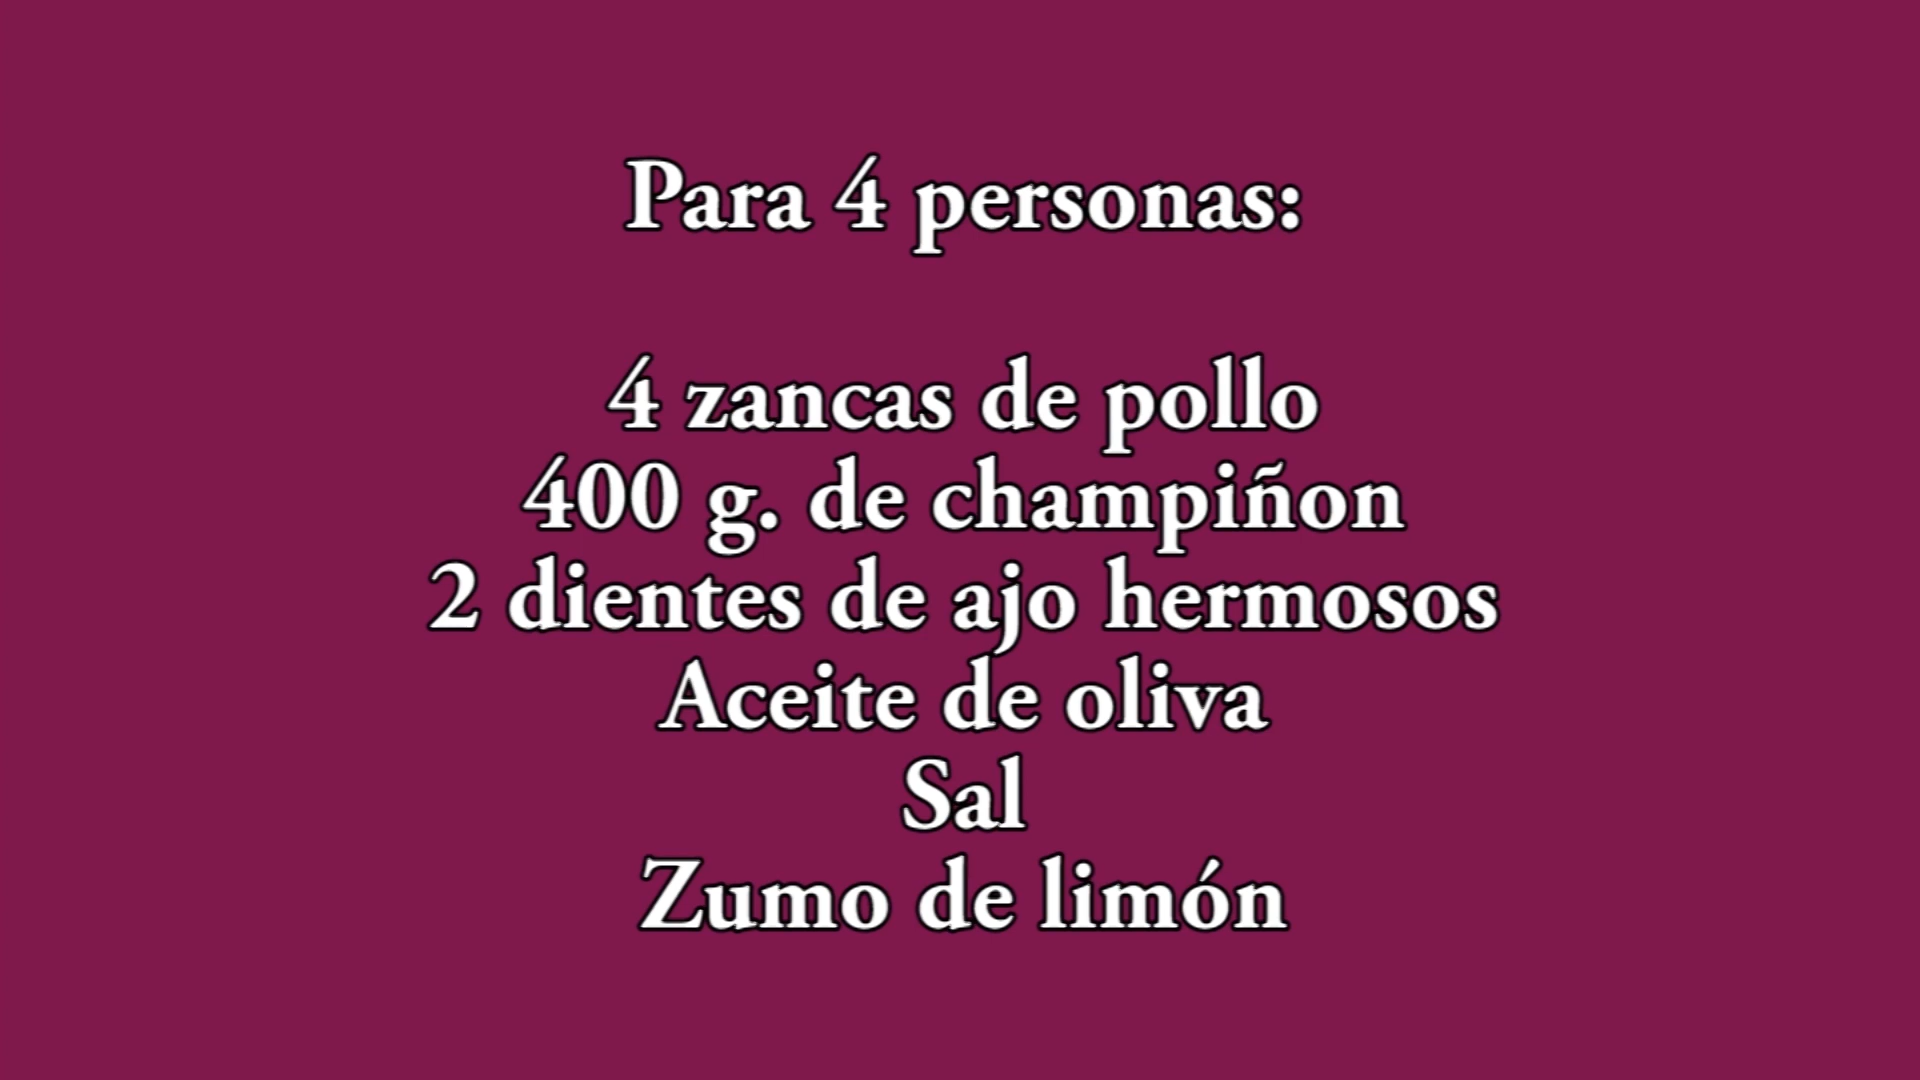 Para 4 personas:
4 zancas de pollo
400 g. de champiñon
2 dientes de ajo hermosos
Aceite de oliva
Sal
Zumo de limón